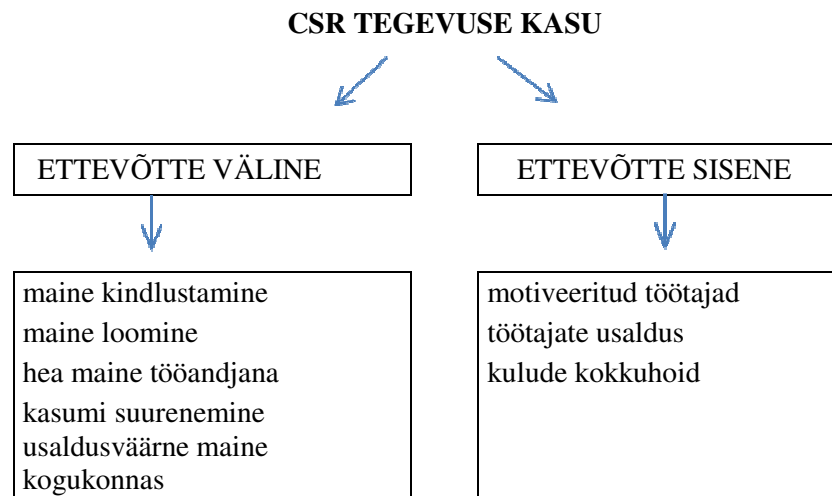 CSR TEGEVUSE KASU
ETTEVÕTTE VÄLINE
ETTEVÕTTE SISENE
maine kindlustamine
maine loomine
hea maine tööandjana
kasumi suurenemine
usaldusväärne maine
kogukonnas
motiveeritud töötajad
töötajate usaldus
kulude kokkuhoid